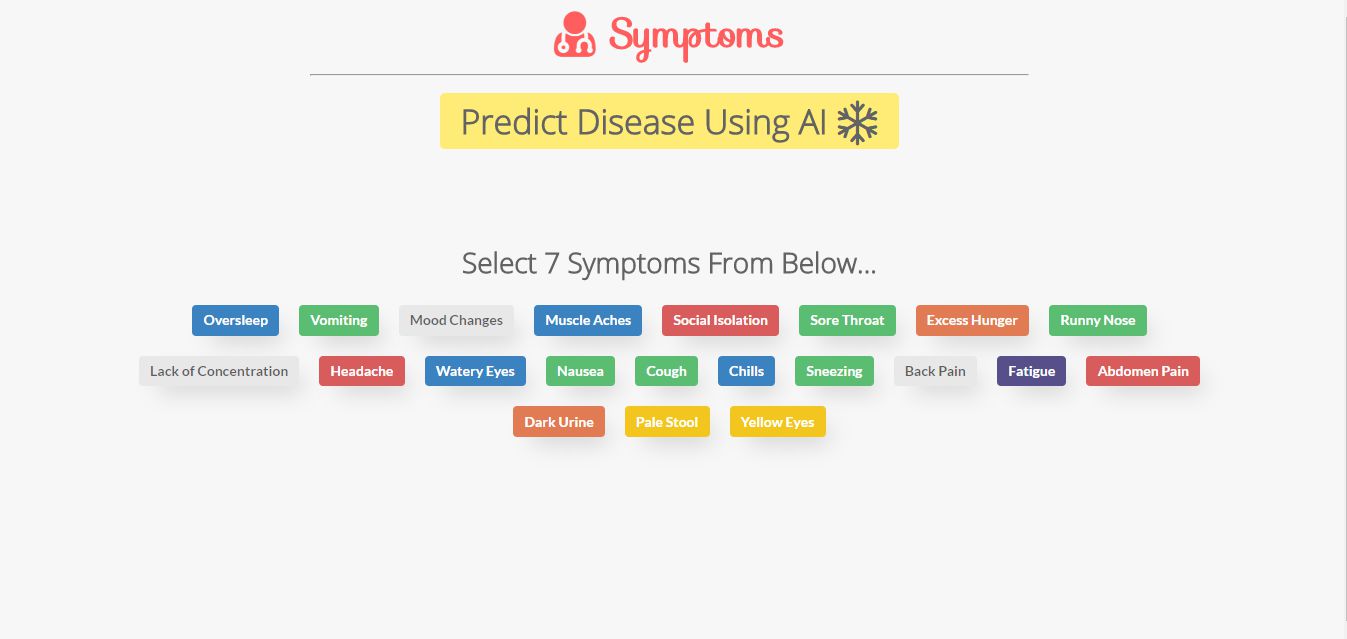 Symptoms
Predict Disease Using AI
Select 7 Symptoms From Below...
Oversleep Vomiting Mood Changes Muscle Aches Social Isolation Sore Throat Excess Hunger Runny Nose
Lack of Concentration Headache Watery Eyes Nausea Cough Chills Sneezing Back Pain Fatigue Abdomen Pain
Dark Urine Pale Stool Yellow Eyes